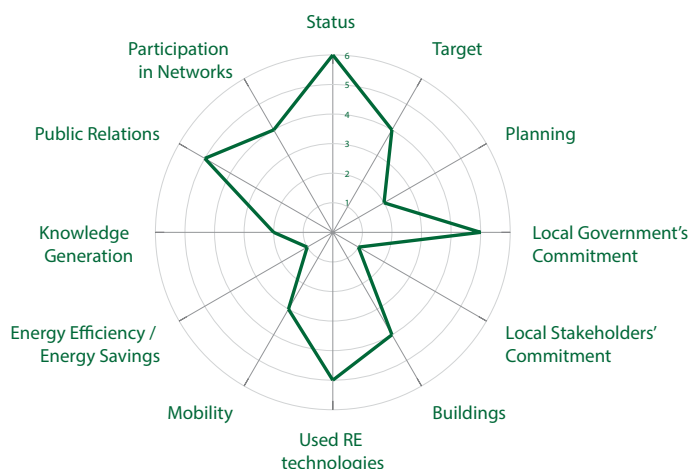 Status
Participation
in Networks
Target
Public Relations
Planning
6
5
4
3
2
1
Knowledge
Generation
Local Government’s
Commitment
Energy Efficiency /
Energy Savings
Local Stakeholders’
Commitment
Mobility
Buildings
Used RE
technologies